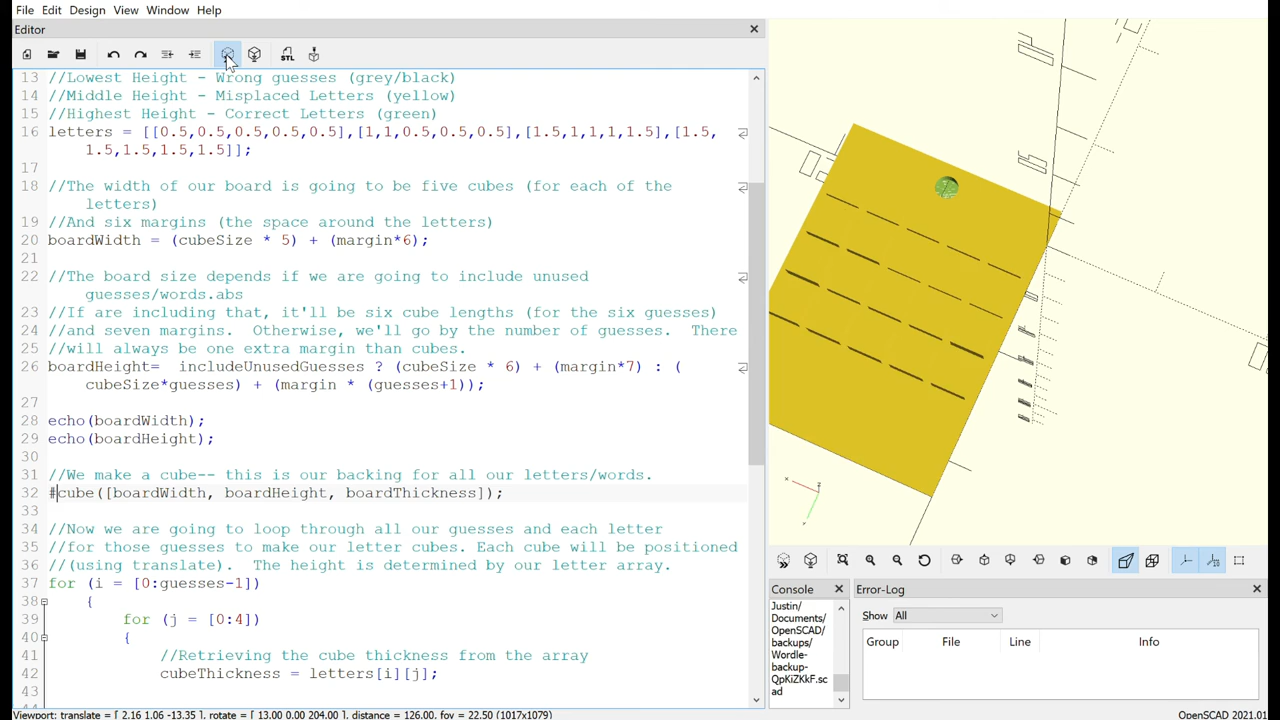 File Edit Design View Window Help
Editor
STL
13 //Lowest Height - Wrong guesses (grey/black)
14 //Middle Height - Misplaced Letters (yellow)
15 //Highest Height - Correct Letters (green)
16 letters = [[0.5,0.5,0.5,0.5,0.5],[1,1,0.5,0.5,0.5],[1.5,1,1,1,1.5],[1.5,
1.5,1.5,1.5,1.5]];
17
18 //The width of our board is going to be five cubes (for each of the
letters)
19 //And six margins (the space around the letters)
20 boardWidth = (cubeSize * 5) + (margin*6);
21
22 //The board size depends if we are going to include unused
guesses/words.abs
23 //If are including that, it'll be six cube lengths (for the six guesses)
24 //and seven margins.  Otherwise, we'll go by the number of guesses.  There
25 //will always be one extra margin than cubes.
26 boardHeight=  includeUnusedGuesses ? (cubeSize * 6) + (margin*7) : (
cubeSize*guesses) + (margin * (guesses+1));
27
28 echo(boardWidth);
29 echo(boardHeight);
30
31 //We make a cube-- this is our backing for all our letters/words.
32 #cube([boardWidth, boardHeight, boardThickness]);
33
34 //Now we are going to loop through all our guesses and each letter
35 //for those guesses to make our letter cubes. Each cube will be positioned
36 //(using translate).  The height is determined by our letter array.
37 for (i = [0:guesses-1])
38 {
39 for (j = [0:4])
40 {
41 //Retrieving the cube thickness from the array
42 cubeThickness = letters[i][j];
43
Console
Justin/
Documents/
OpenSCAD/
backups/
Wordle-
backup-
QpKiZKkF.sc
ad
Error-Log
Show All
Group File Line Info
Viewport: translate = [ 2.16 1.06 -13.35 ], rotate = [ 13.00 0.00 204.00 ], distance = 126.00, fov = 22.50 (1017x1079)
OpenSCAD 2021.01